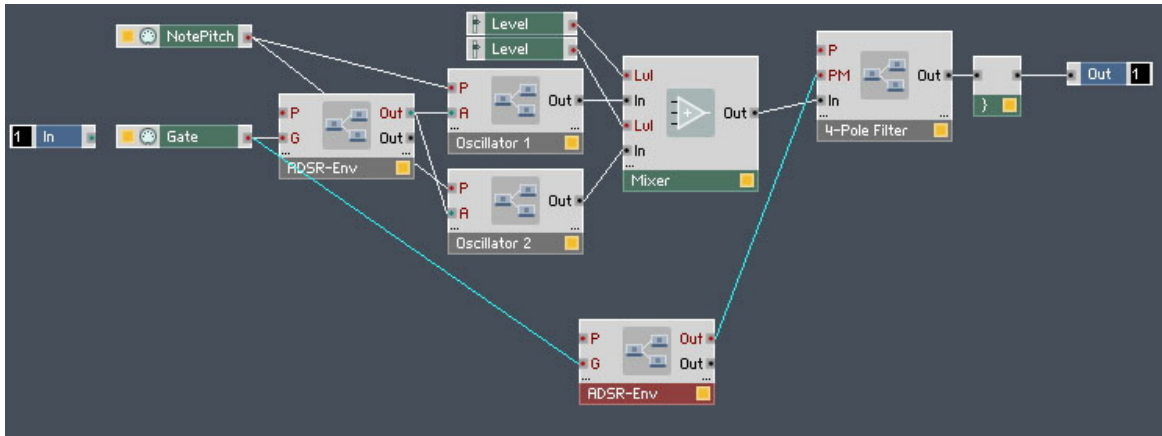 Level
NotePitch
Level
P
PM
Out
Out 1
In
4-Pole Filter
}
Lvl
In
Lvl
In
Out
...
Mixer
P
A
Out
...
...
Oscillator 1
1 In
Gate
P
G
Out
Out
...
...
ADSR-Env
P
A
Out
...
...
Oscillator 2
P
G
Out
Out
...
...
ADSR-Env